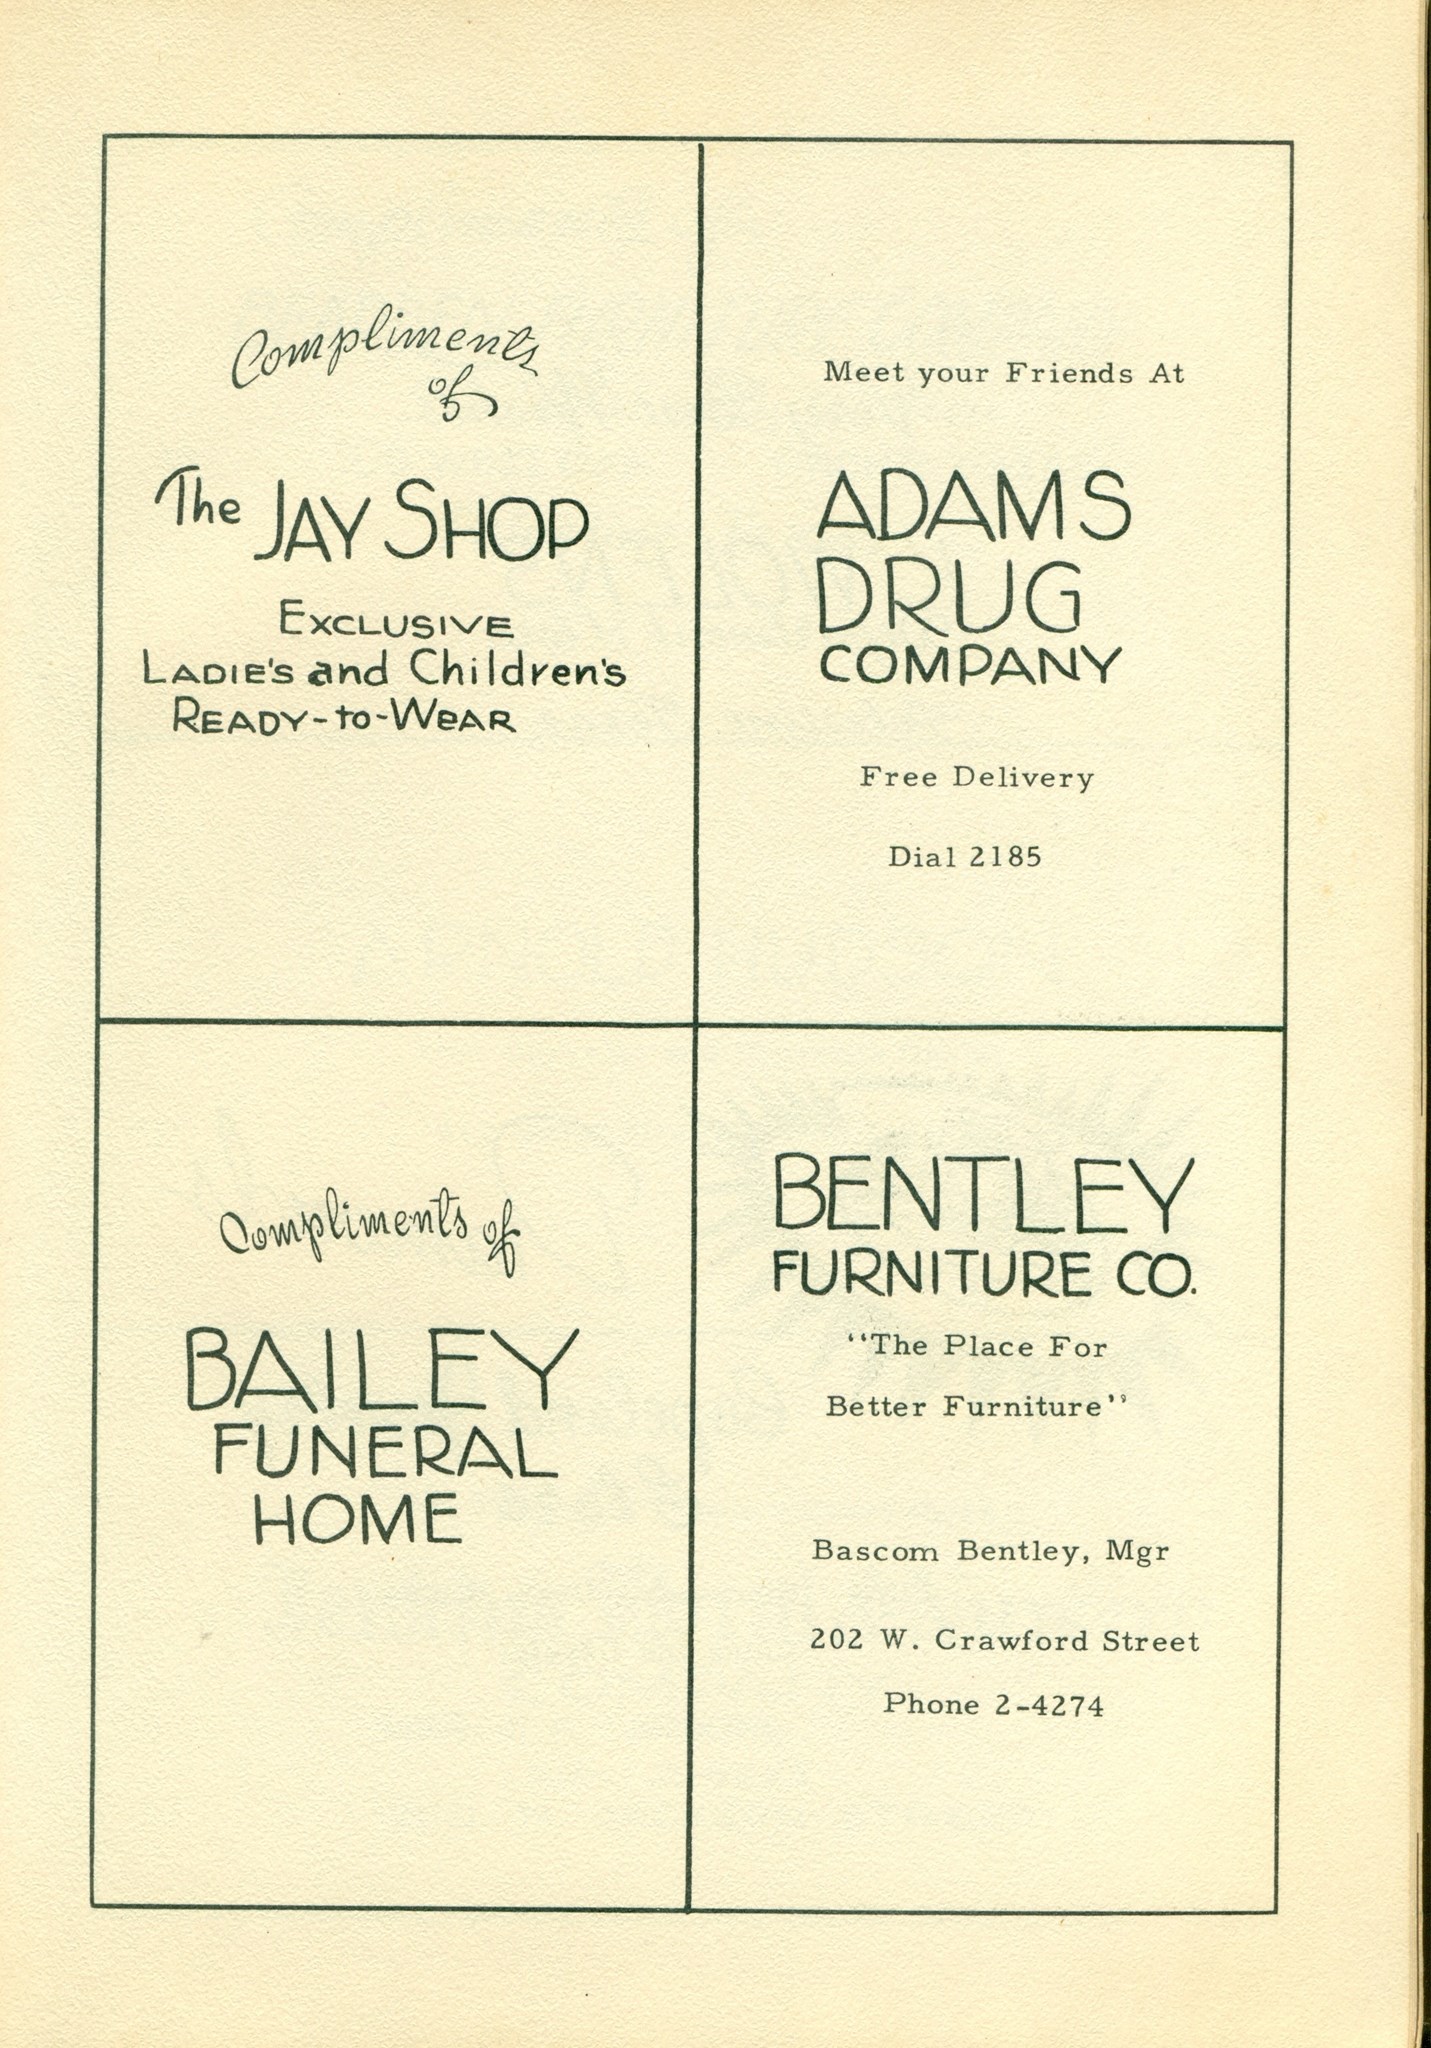 Compliments
of
The JAY SHOP
EXCLUSIVE
LADIE'S and Children's
READY-to-WeAR
Meet your Friends At
ADAMS
DRUG
COMPANY
Free Delivery
Dial 2185
Compliments of
BAILEY
FUNERAL
HOME
BENTLEY
FURNITURE CO.
"The Place For
Better Furniture"
Bascom Bentley, Mgr
202 W. Crawford Street
Phone 2-4274